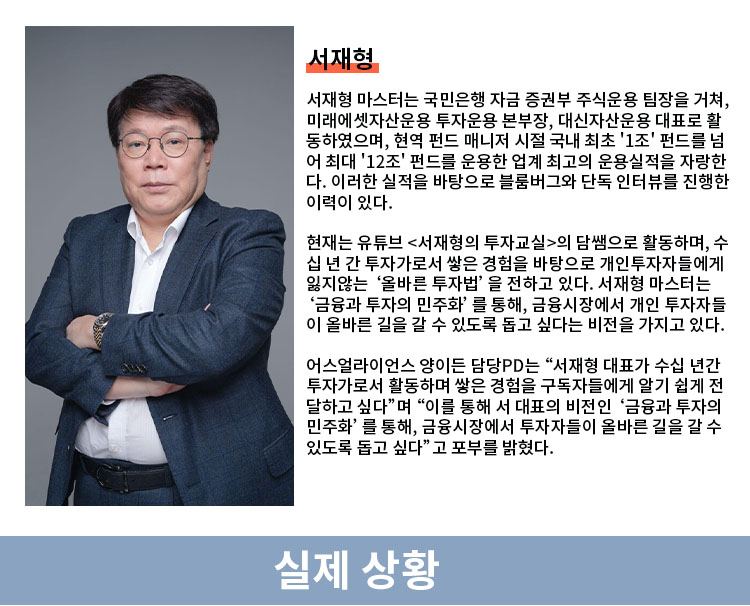 서재형
서재형 마스터는 국민은행 자금 증권부 주식운용 팀장을 거쳐,
미래에셋자산운용 투자운용 본부장, 대신자산운용 대표로 활
동하였으며, 현역 펀드 매니저 시절 국내 최초 '1조' 펀드를 넘
어 최대 '12조' 펀드를 운용한 업계 최고의 운용실적을 자랑한
다. 이러한 실적을 바탕으로 블룸버그와 단독 인터뷰를 진행한
이력이 있다.
현재는 유튜브 <서재형의 투자교실>의 담쌤으로 활동하며, 수
십 년 간 투자가로서 쌓은 경험을 바탕으로 개인투자자들에게
잃지않는 ‘올바른 투자법’ 을 전하고 있다. 서재형 마스터는
‘금융과 투자의 민주화’ 를 통해, 금융시장에서 개인 투자자들
이 올바른 길을 갈 수 있도록 돕고 싶다는 비전을 가지고 있다.
어스얼라이언스 양이든 담당PD는 “서재형 대표가 수십 년간
투자가로서 활동하며 쌓은 경험을 구독자들에게 알기 쉽게 전
달하고 싶다”며 “이를 통해 서 대표의 비전인 ‘금융과 투자의
민주화’ 를 통해, 금융시장에서 투자자들이 올바른 길을 갈 수
있도록 돕고 싶다” 고 포부를 밝혔다.
실제 상황